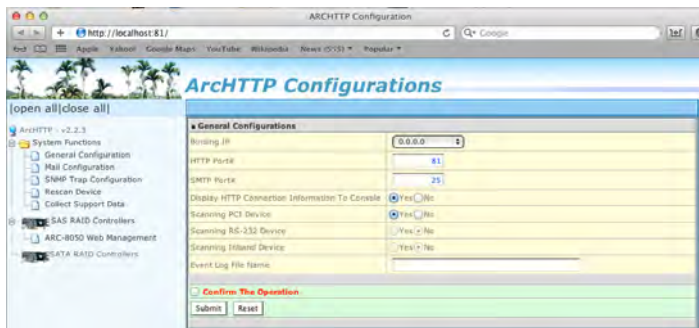 ARCHTTP Configuration
http://localhost:81/
Google
Apple Yahoo! Google Maps YouTube Wikipedia News (553) Popular
ArcHTTP Configurations
|open all|close all|
ArcHTTP - v2.2.3
System Functions
General Configuration
Mail Configuration
SNMP Trap Configuration
Rescan Device
Collect Support Data
SAS RAID Controllers
ARC-8050 Web Management
SATA RAID Controllers
General Configurations
Binding IP 0.0.0.0
HTTP Port# 81
SMTP Port# 25
Display HTTP Connection Information To Console Yes No
Scanning PCI Device Yes No
Scanning RS-232 Device Yes No
Scanning Inband Device Yes No
Event Log File Name
Confirm The Operation
Submit Reset